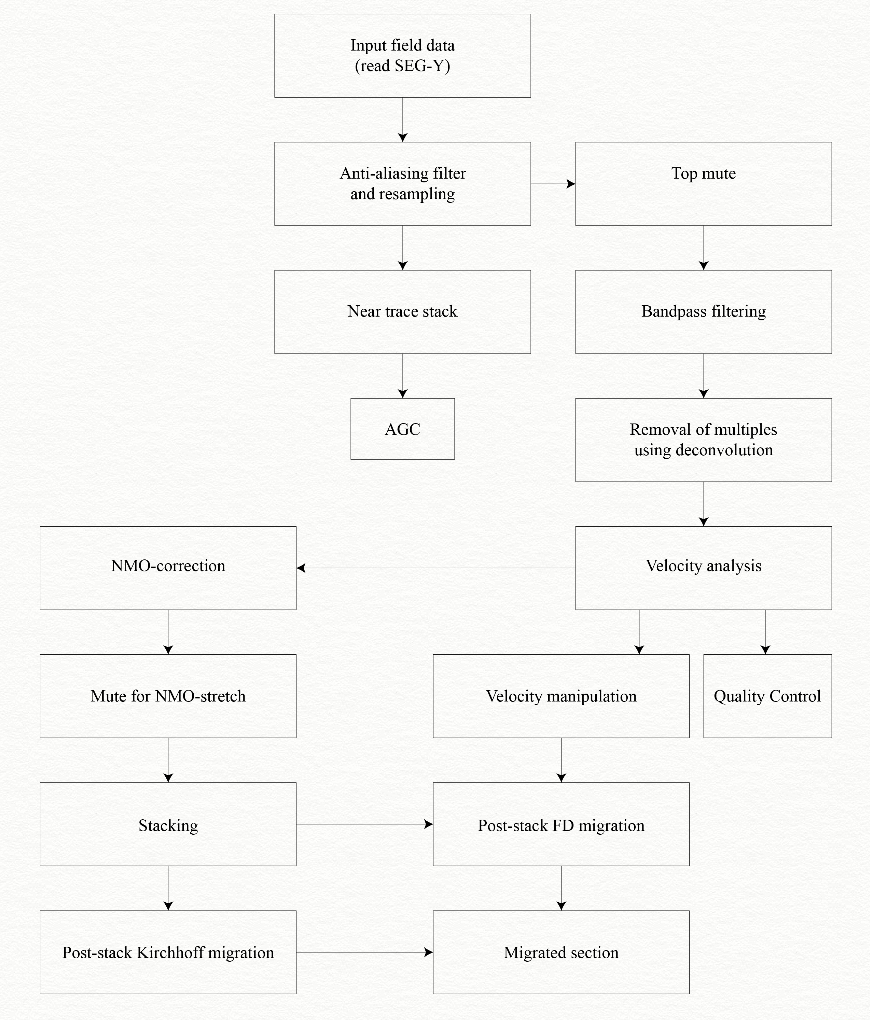 Input field data
(read SEG-Y)
Anti-aliasing filter
and resampling
Top mute
Near trace stack
Bandpass filtering
AGC
Removal of multiples
using deconvolution
NMO-correction
Velocity analysis
Mute for NMO-stretch
Velocity manipulation
Quality Control
Stacking
Post-stack FD migration
Post-stack Kirchhoff migration
Migrated section